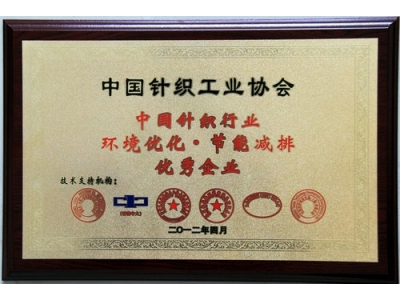 中国针织工业协会
中国针织行业
环境优化·节能减排
优秀企业
技术支持机构：
二〇一二年四月